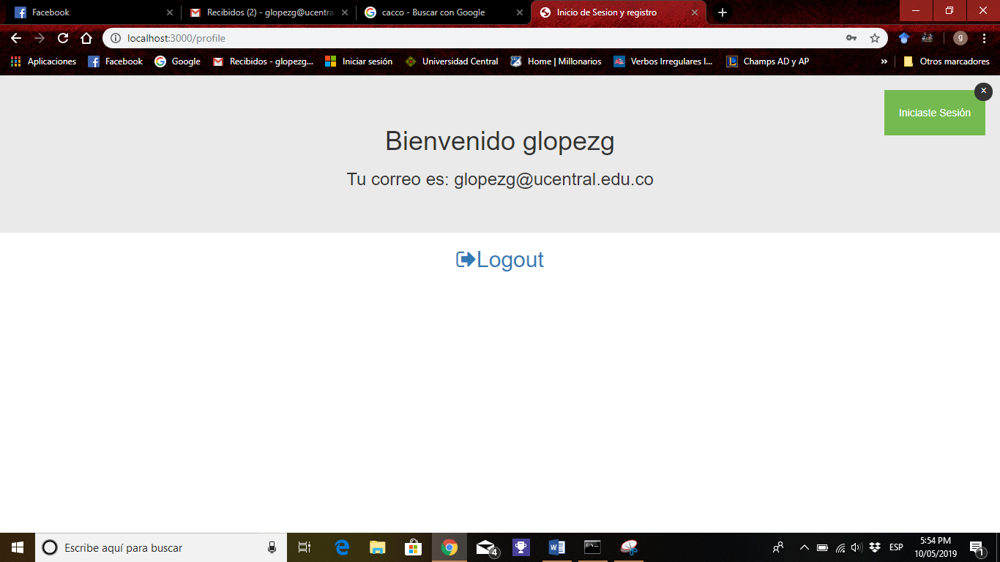 Facebook
Recibidos (2) - glopezg@ucentral
cacco - Buscar con Google
Inicio de Sesion y registro
localhost:3000/profile
g
Aplicaciones
Facebook
Google
Recibidos - glopezg...
Iniciar sesión
Universidad Central
Home | Millonarios
Verbos Irregulares I...
Champs AD y AP
»
Otros marcadores
Iniciaste Sesión
Bienvenido glopezg
Tu correo es: glopezg@ucentral.edu.co
Logout
Escribe aquí para buscar
4
ESP
5:54 PM
10/05/2019
1